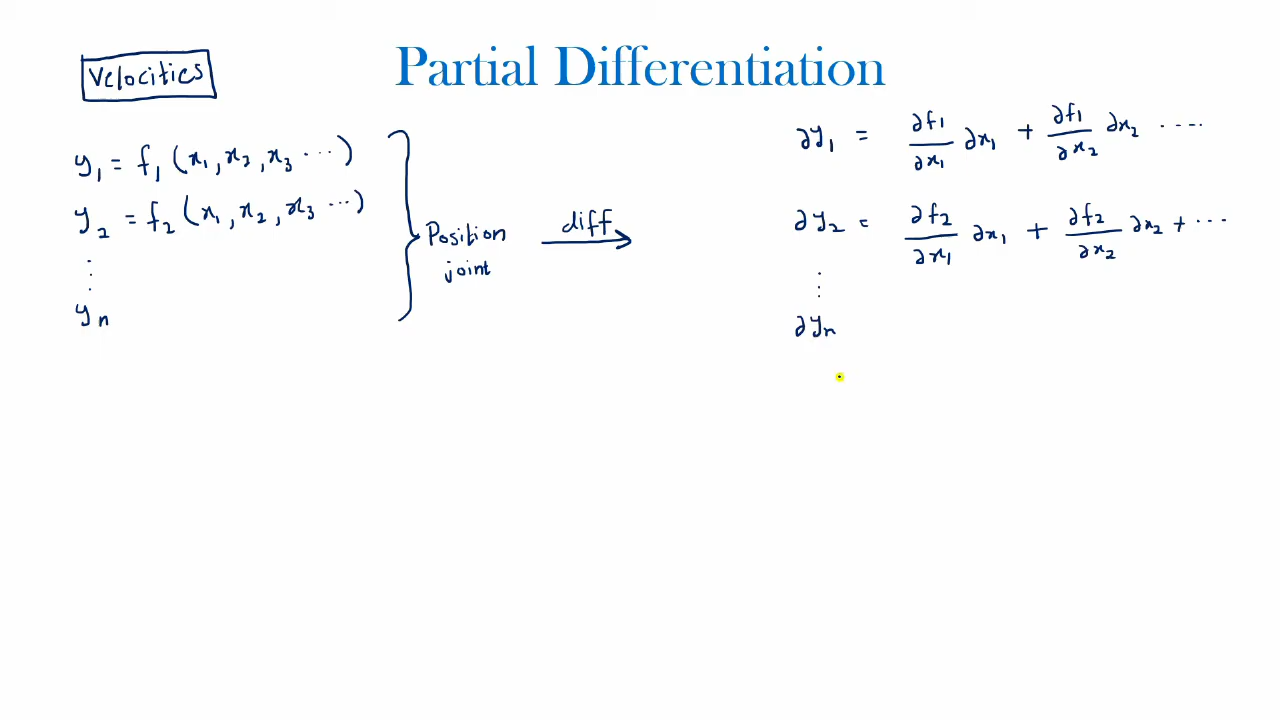 Partial Differentiation
Velocities
y₁ = f₁ (x₁, x₂, x₃ ···)
y₂ = f₂ (x₁, x₂, x₃ ···)
⋮
yₙ
Position
joint
diff
∂y₁ = ∂f₁/∂x₁ ∂x₁ + ∂f₁/∂x₂ ∂x₂ ····
∂y₂ = ∂f₂/∂x₁ ∂x₁ + ∂f₂/∂x₂ ∂x₂ + ···
⋮
∂yₙ